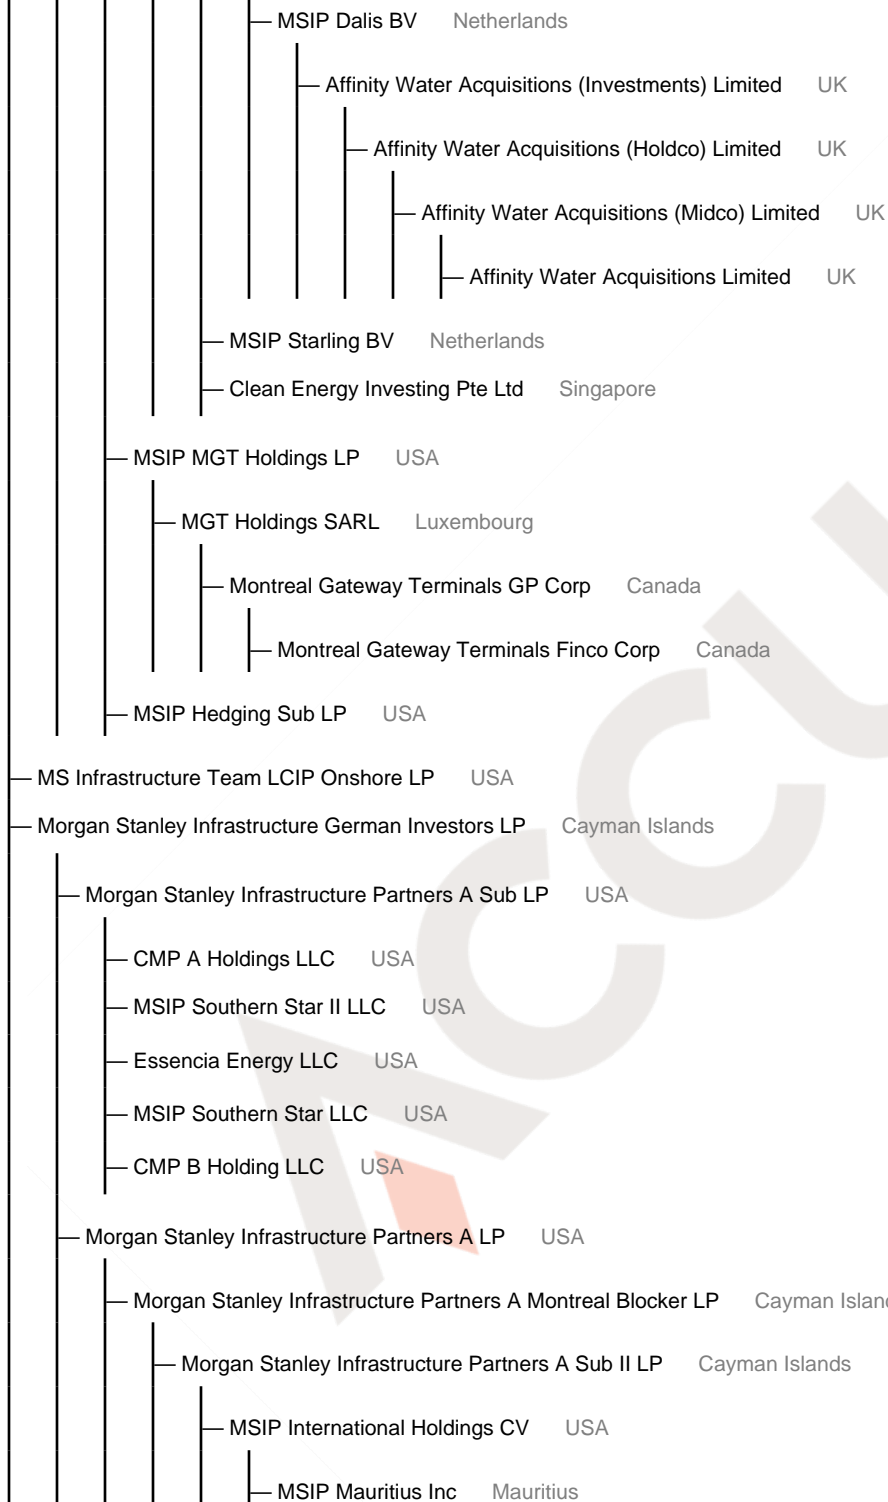 MSIP Dalis BV Netherlands
Affinity Water Acquisitions (Investments) Limited UK
Affinity Water Acquisitions (Holdco) Limited UK
Affinity Water Acquisitions (Midco) Limited UK
Affinity Water Acquisitions Limited UK
MSIP Starling BV Netherlands
Clean Energy Investing Pte Ltd Singapore
MSIP MGT Holdings LP USA
MGT Holdings SARL Luxembourg
Montreal Gateway Terminals GP Corp Canada
Montreal Gateway Terminals Finco Corp Canada
MSIP Hedging Sub LP USA
MS Infrastructure Team LCIP Onshore LP USA
Morgan Stanley Infrastructure German Investors LP Cayman Islands
Morgan Stanley Infrastructure Partners A Sub LP USA
CMP A Holdings LLC USA
MSIP Southern Star II LLC USA
Essencia Energy LLC USA
MSIP Southern Star LLC USA
CMP B Holding LLC USA
Morgan Stanley Infrastructure Partners A LP USA
Morgan Stanley Infrastructure Partners A Montreal Blocker LP Cayman
Morgan Stanley Infrastructure Partners A Sub II LP Cayman Islands
MSIP International Holdings CV USA
MSIP Mauritius Inc Mauritius
ACCU